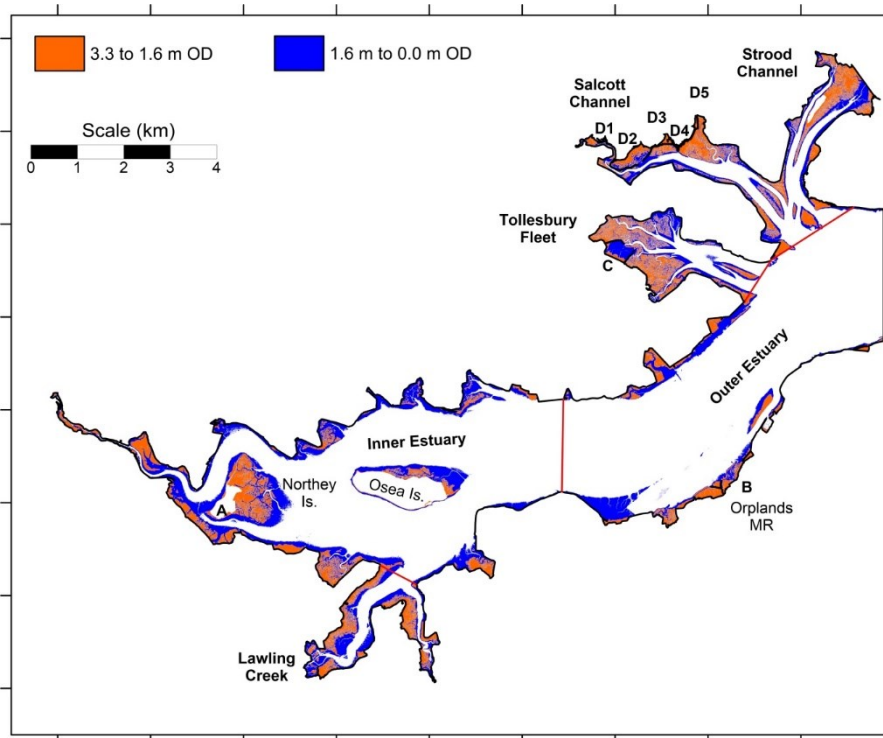 3.3 to 1.6 m OD
1.6 m to 0.0 m OD
Scale (km)
0 1 2 3 4
Strood
Channel
Salcott
Channel
D5
D1
D2
D3
D4
Tollesbury
Fleet
C
Outer Estuary
Inner Estuary
Northey
Is.
Osea Is.
A
B
Orplands
MR
Lawling
Creek